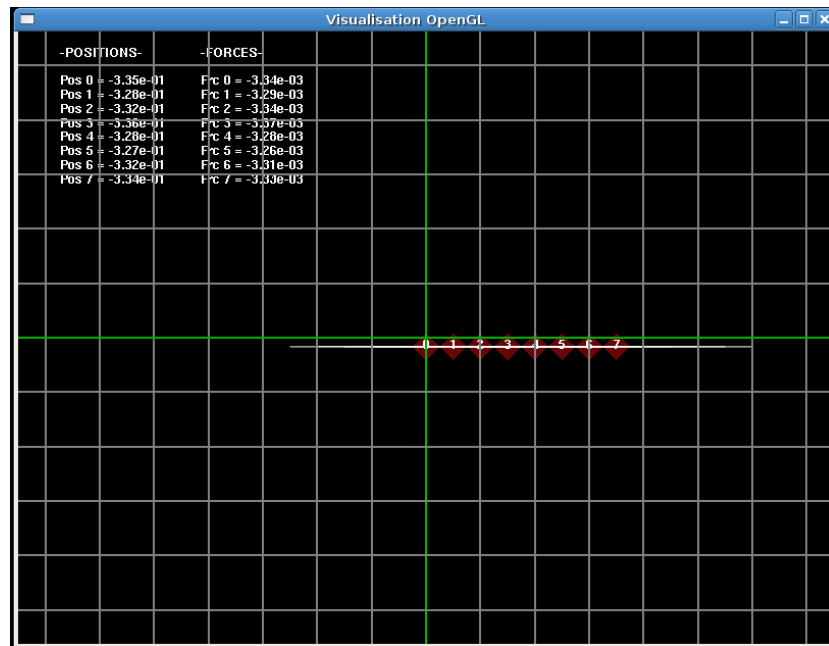 Visualisation OpenGL
-POSITIONS- -FORCES-
Pos 0 = -3.35e-01 Frc 0 = -3.34e-03
Pos 1 = -3.28e-01 Frc 1 = -3.29e-03
Pos 2 = -3.32e-01 Frc 2 = -3.34e-03
Pos 3 = -3.36e-01 Frc 3 = -3.37e-03
Pos 4 = -3.28e-01 Frc 4 = -3.28e-03
Pos 5 = -3.27e-01 Frc 5 = -3.26e-03
Pos 6 = -3.32e-01 Frc 6 = -3.31e-03
Pos 7 = -3.34e-01 Frc 7 = -3.33e-03
0 1 2 3 4 5 6 7